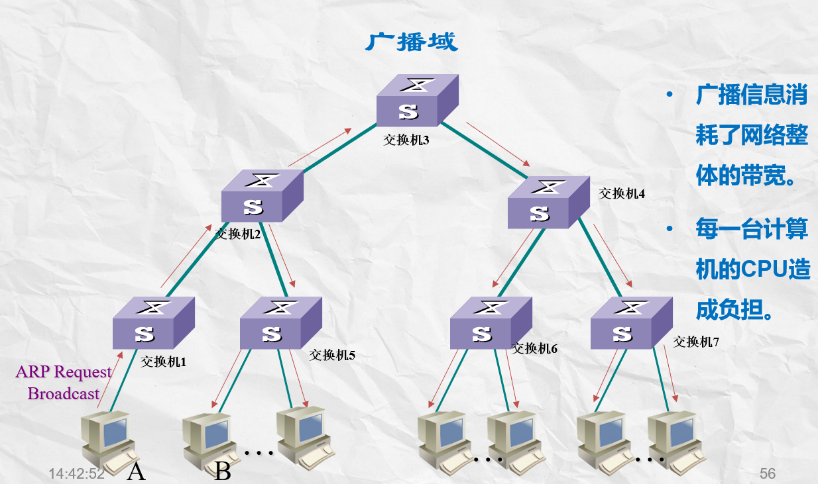 广播域
S
交换机3
• 广播信息消
耗了网络整
体的带宽。
S
交换机2
S
交换机4
• 每一台计算
机的CPU造
成负担。
S
交换机1
S
交换机5
S
交换机6
S
交换机7
ARP Request
Broadcast
14:42:52
A
B
...
...
...
56